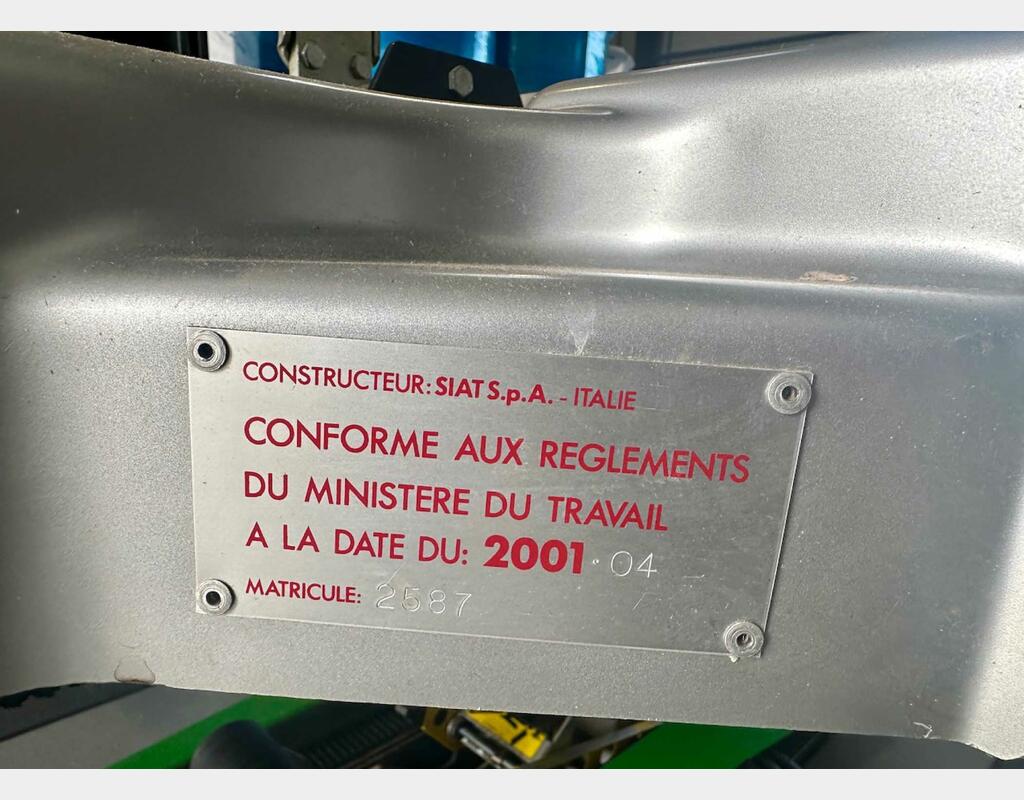 CONSTRUCTEUR: SIAT S.p.A. - ITALIE
CONFORME AUX REGLEMENTS
DU MINISTERE DU TRAVAIL
A LA DATE DU: 2001 · 04
MATRICULE: 2587